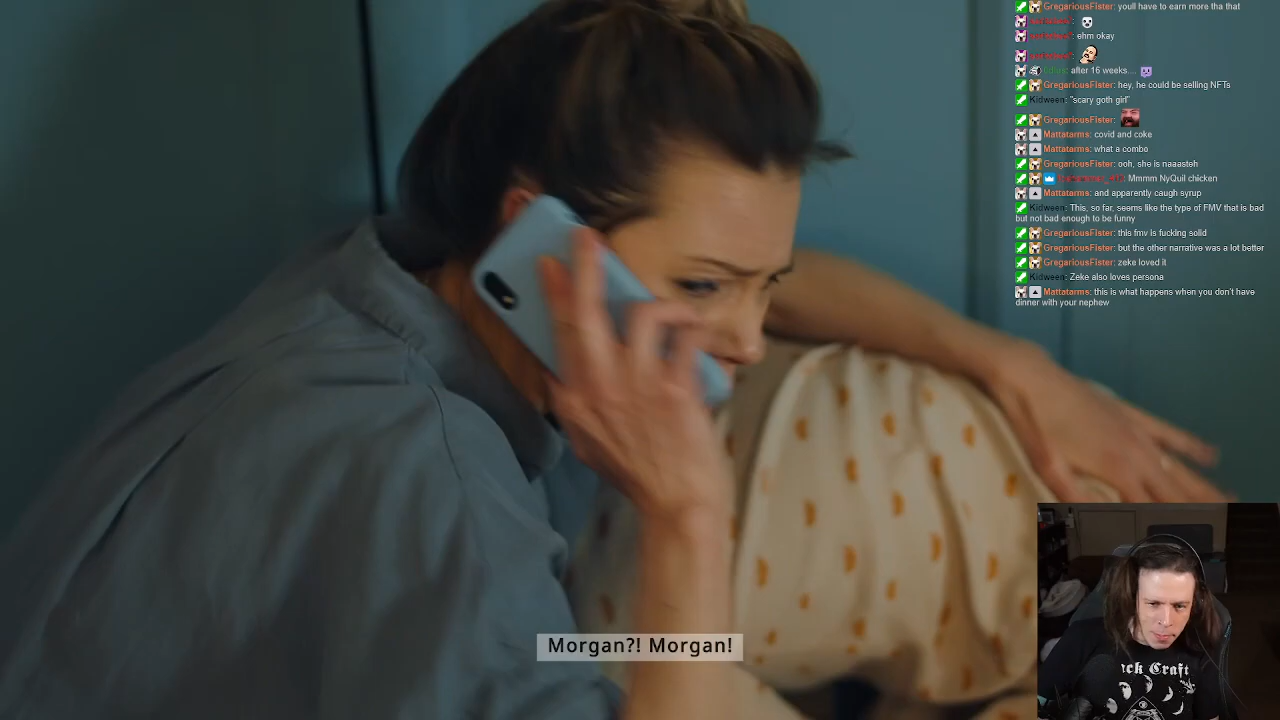 GregariousFister: youll have to earn more tha that
: ehm okay
: after 16 weeks....
GregariousFister: hey, he could be selling NFTs
Kidween: "scary goth girl"
GregariousFister:
Mattatarms: covid and coke
Mattatarms: what a combo
GregariousFister: ooh, she is naaasteh
: Mmmm NyQuil chicken
Mattatarms: and apparently caugh syrup
Kidween: This, so far, seems like the type of FMV that is bad
but not bad enough to be funny
GregariousFister: this fmv is fucking solid
GregariousFister: but the other narrative was a lot better
GregariousFister: zeke loved it
Kidween: Zeke also loves persona
Mattatarms: this is what happens when you don't have
dinner with your nephew
Morgan?! Morgan!
ck Craft